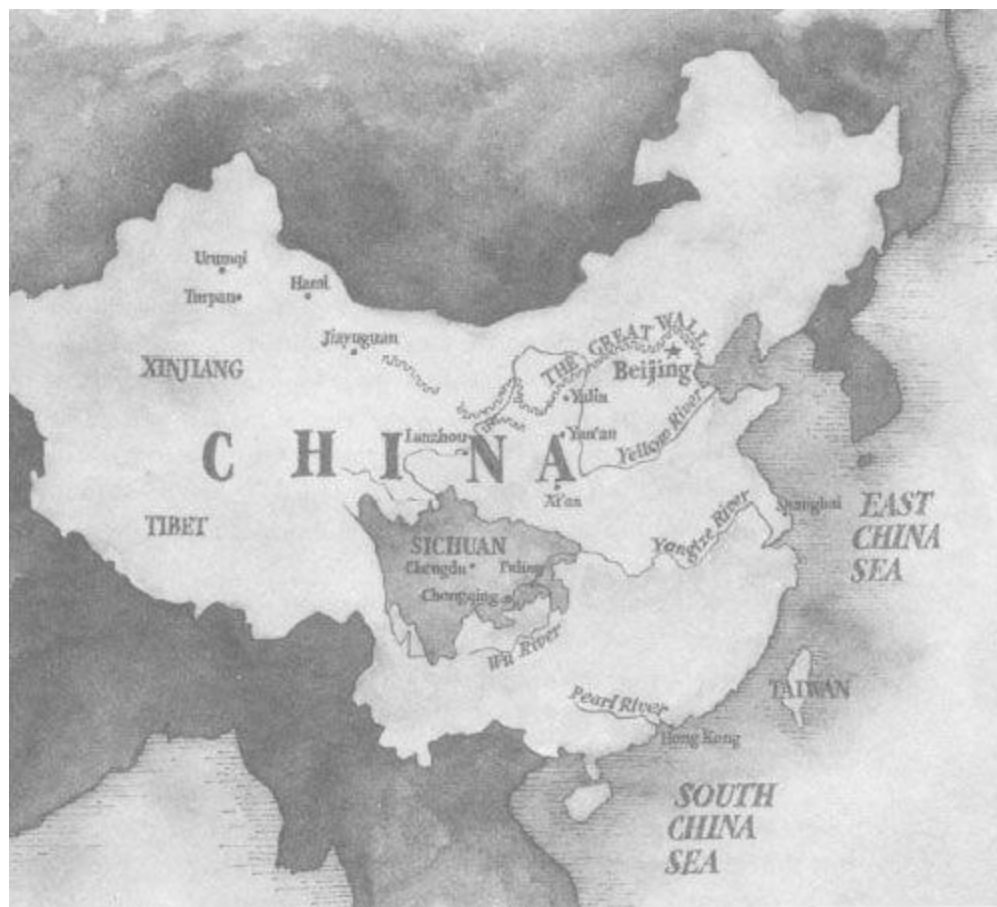 Urumqi
Turpan
Hami
Jiayuguan
XINJIANG
THE GREAT WALL
Beijing
Yulin
Yan'an
Lanzhou
Yellow River
CHINA
Xi'an
TIBET
SICHUAN
Chengdu
Fuling
Chongqing
Yangtze River
Shanghai
EAST
CHINA
SEA
Wu River
Pearl River
TAIWAN
Hong Kong
SOUTH
CHINA
SEA